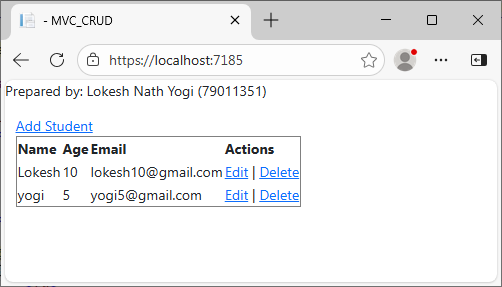 - MVC_CRUD
https://localhost:7185
Prepared by: Lokesh Nath Yogi (79011351)
Add Student
Name Age Email Actions
Lokesh 10 lokesh10@gmail.com Edit | Delete
yogi 5 yogi5@gmail.com Edit | Delete